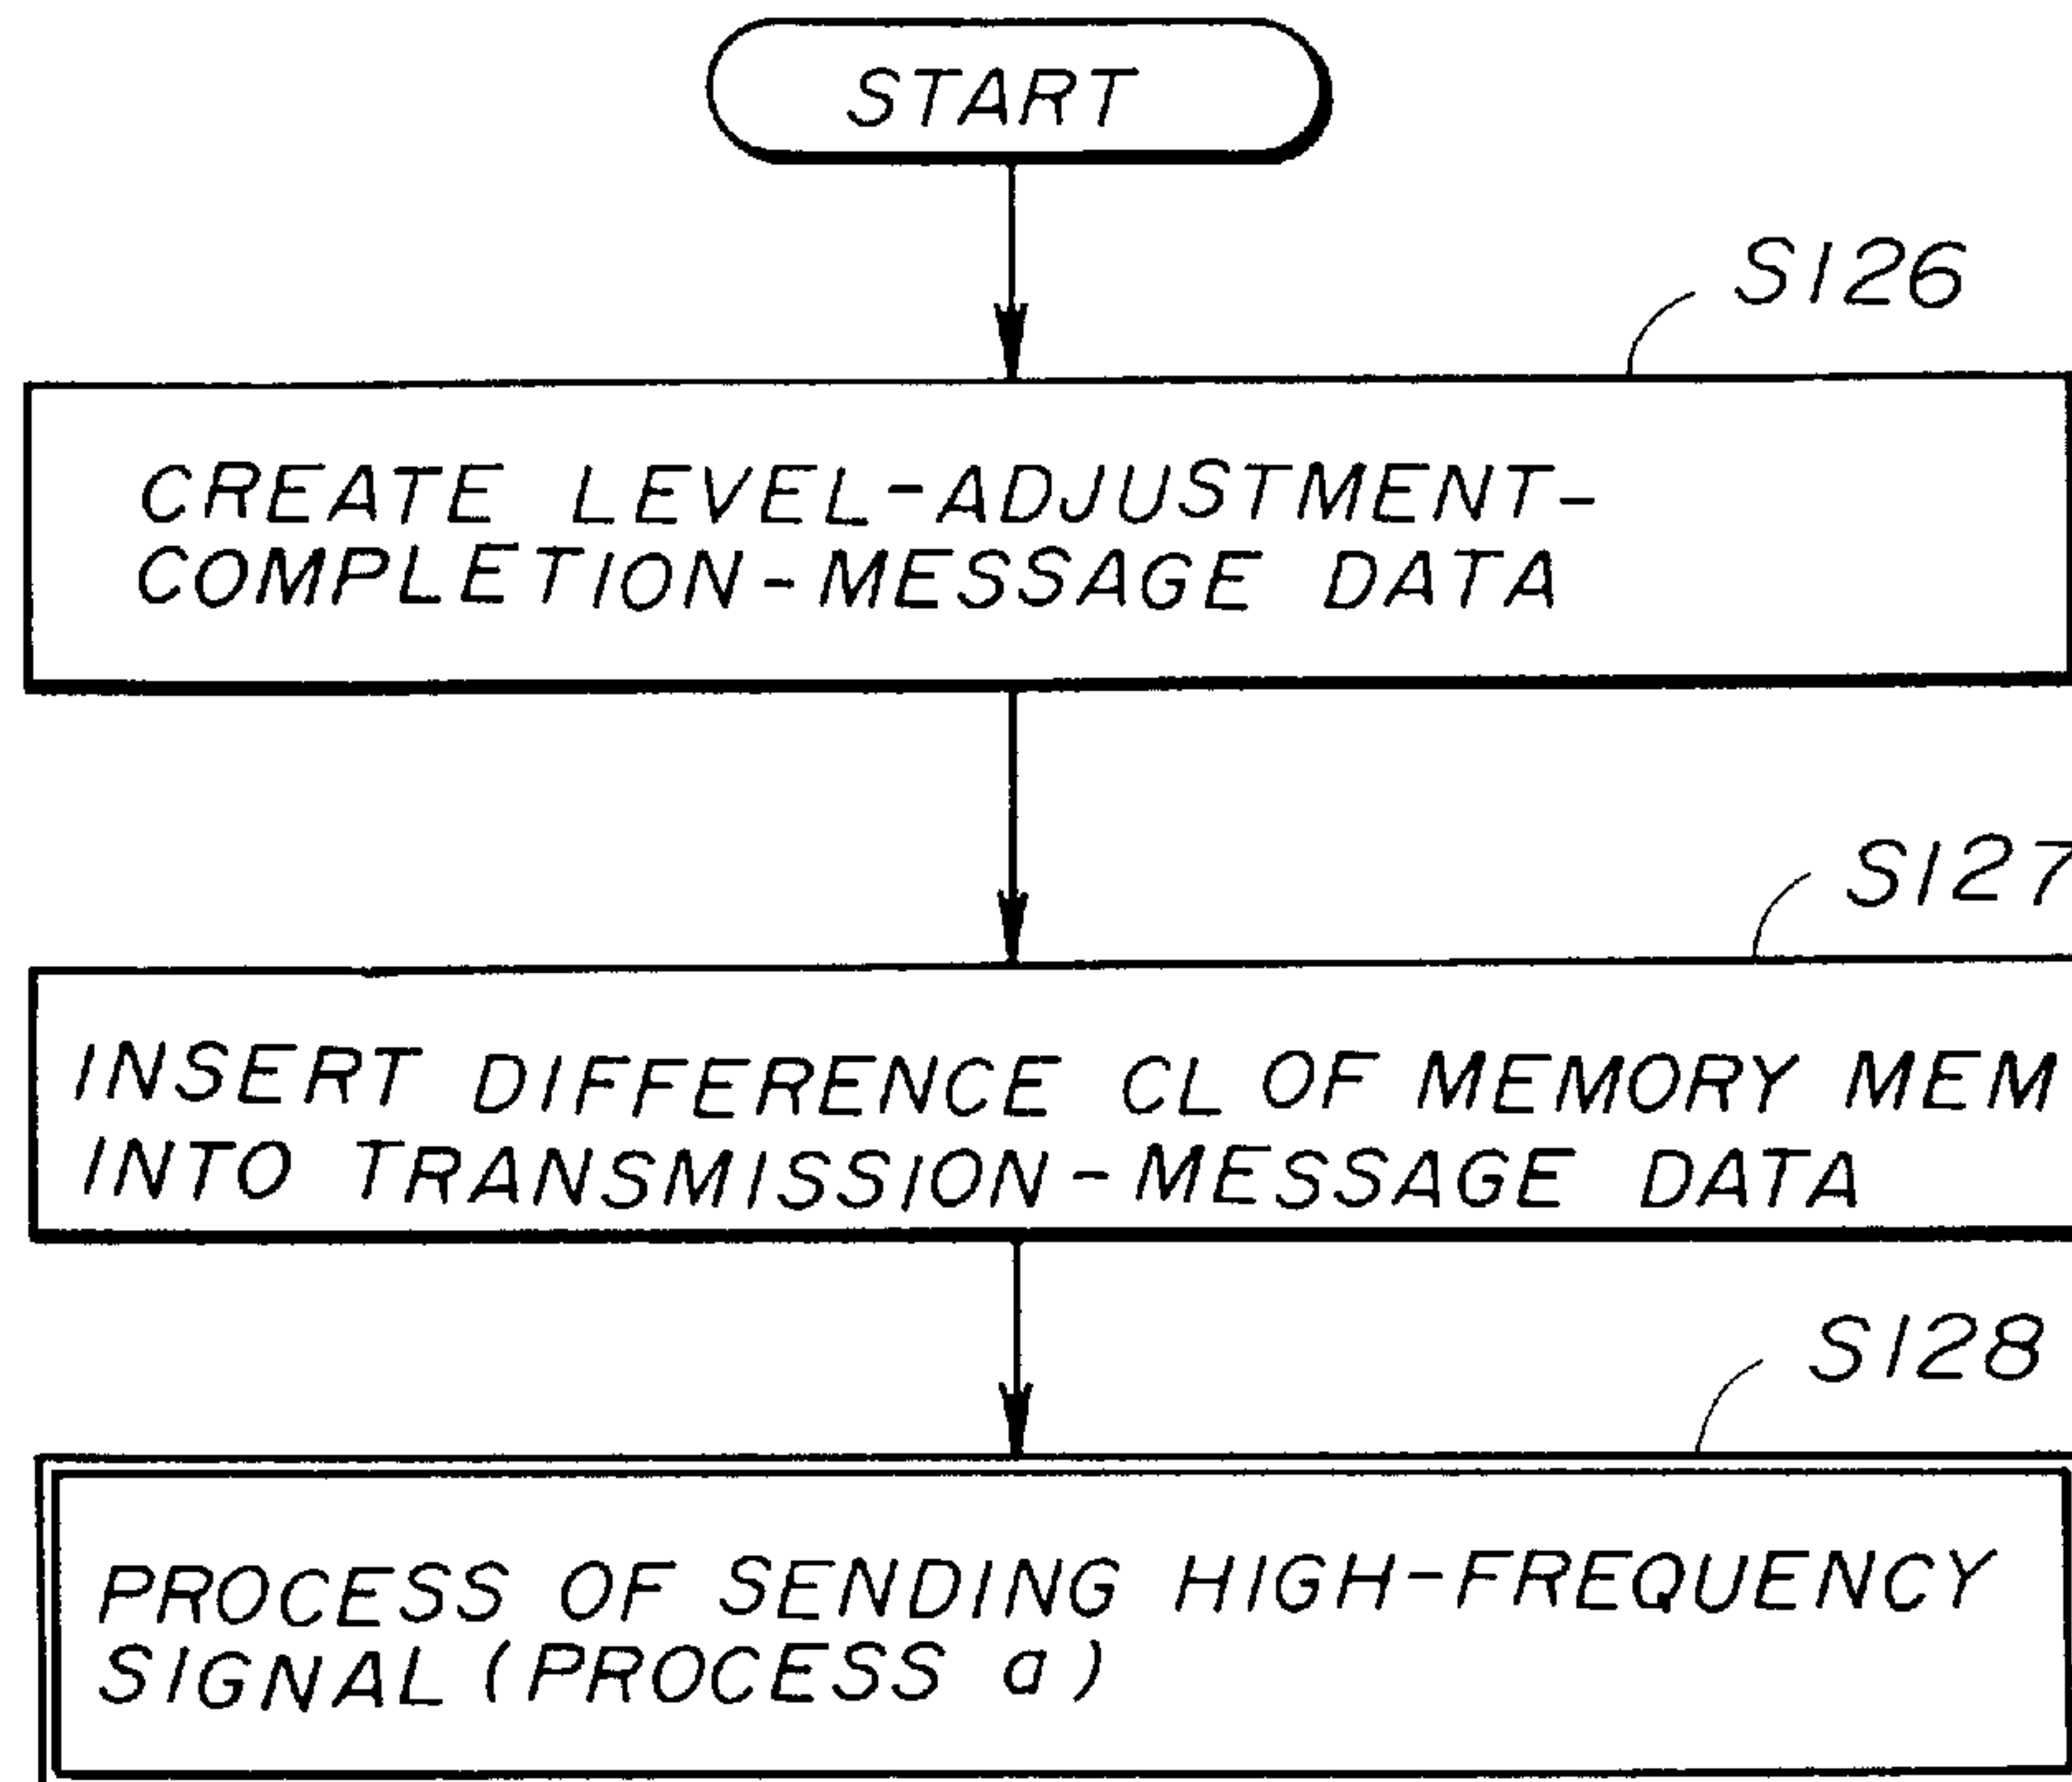 START
S126
CREATE LEVEL-ADJUSTMENT-
COMPLETION-MESSAGE DATA
S127
INSERT DIFFERENCE CL OF MEMORY MEM
INTO TRANSMISSION-MESSAGE DATA
S128
PROCESS OF SENDING HIGH-FREQUENCY
SIGNAL (PROCESS a)